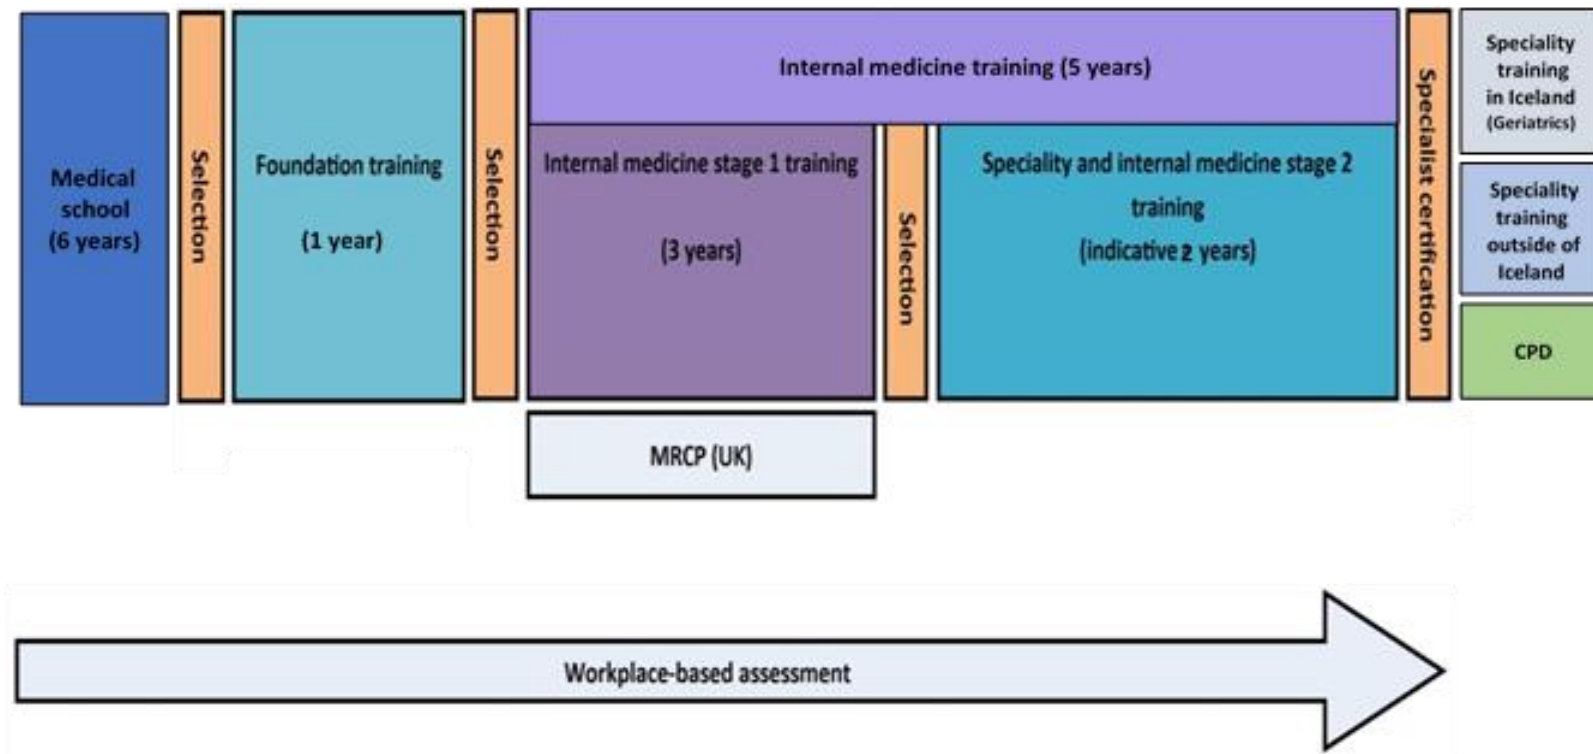 Medical
school
(6 years)
Selection
Foundation training
(1 year)
Selection
Internal medicine training (5 years)
Internal medicine stage 1 training
(3 years)
Selection
Speciality and internal medicine stage 2
training
(indicative 2 years)
Specialist certification
Speciality
training
in Iceland
(Geriatrics)
Speciality
training
outside of
Iceland
CPD
MRCP (UK)
Workplace-based assessment